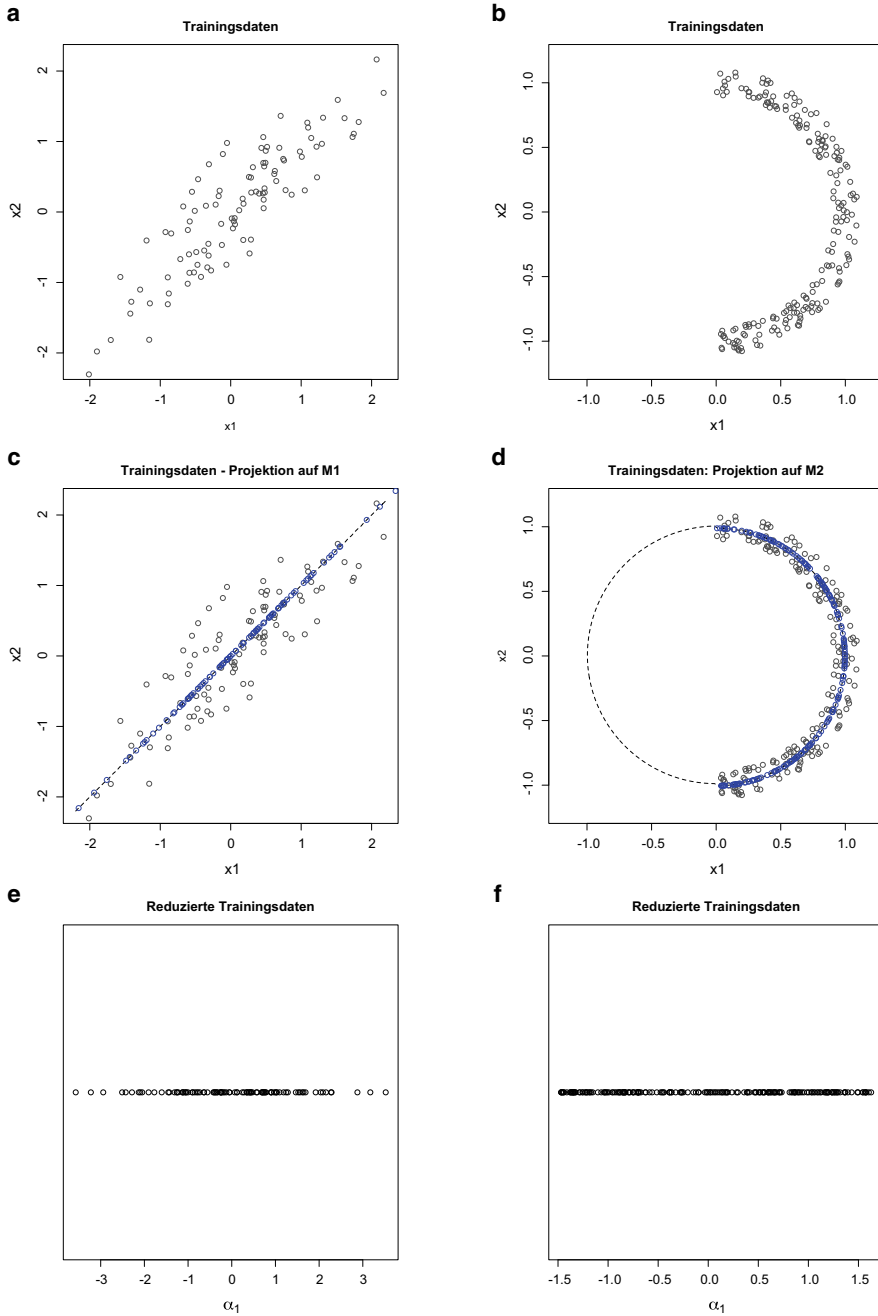 a
Trainingsdaten
x2
2
1
0
-1
-2
-2 -1 0 1 2
x1
b
Trainingsdaten
x2
1.0
0.5
0.0
-0.5
-1.0
-1.0 -0.5 0.0 0.5 1.0
x1
c
Trainingsdaten - Projektion auf M1
x2
2
1
0
-1
-2
-2 -1 0 1 2
x1
d
Trainingsdaten: Projektion auf M2
x2
1.0
0.5
0.0
-0.5
-1.0
-1.0 -0.5 0.0 0.5 1.0
x1
e
Reduzierte Trainingsdaten
-3 -2 -1 0 1 2 3
α1
f
Reduzierte Trainingsdaten
-1.5 -1.0 -0.5 0.0 0.5 1.0 1.5
α1